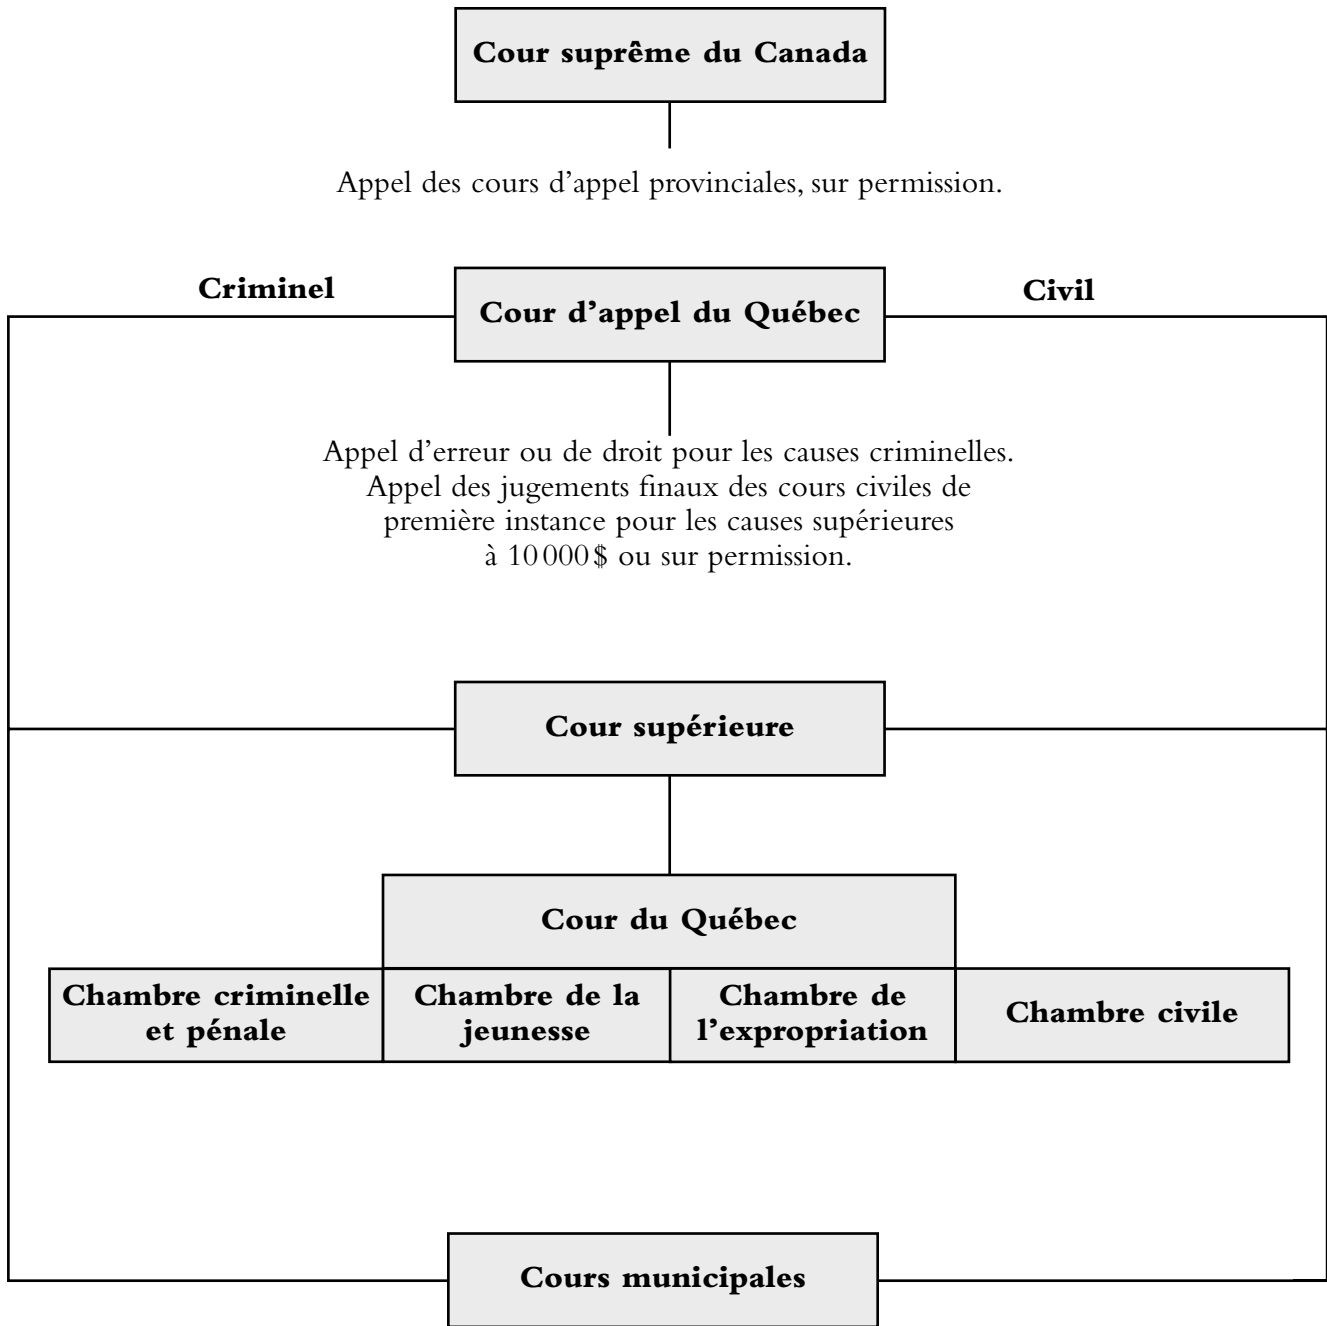 Cour suprême du Canada
Appel des cours d’appel provinciales, sur permission.
Criminel
Cour d’appel du Québec
Civil
Appel d’erreur ou de droit pour les causes criminelles.
Appel des jugements finaux des cours civiles de
première instance pour les causes supérieures
à 10 000 $ ou sur permission.
Cour supérieure
Cour du Québec
Chambre criminelle
et pénale
Chambre de la
jeunesse
Chambre de
l’expropriation
Chambre civile
Cours municipales